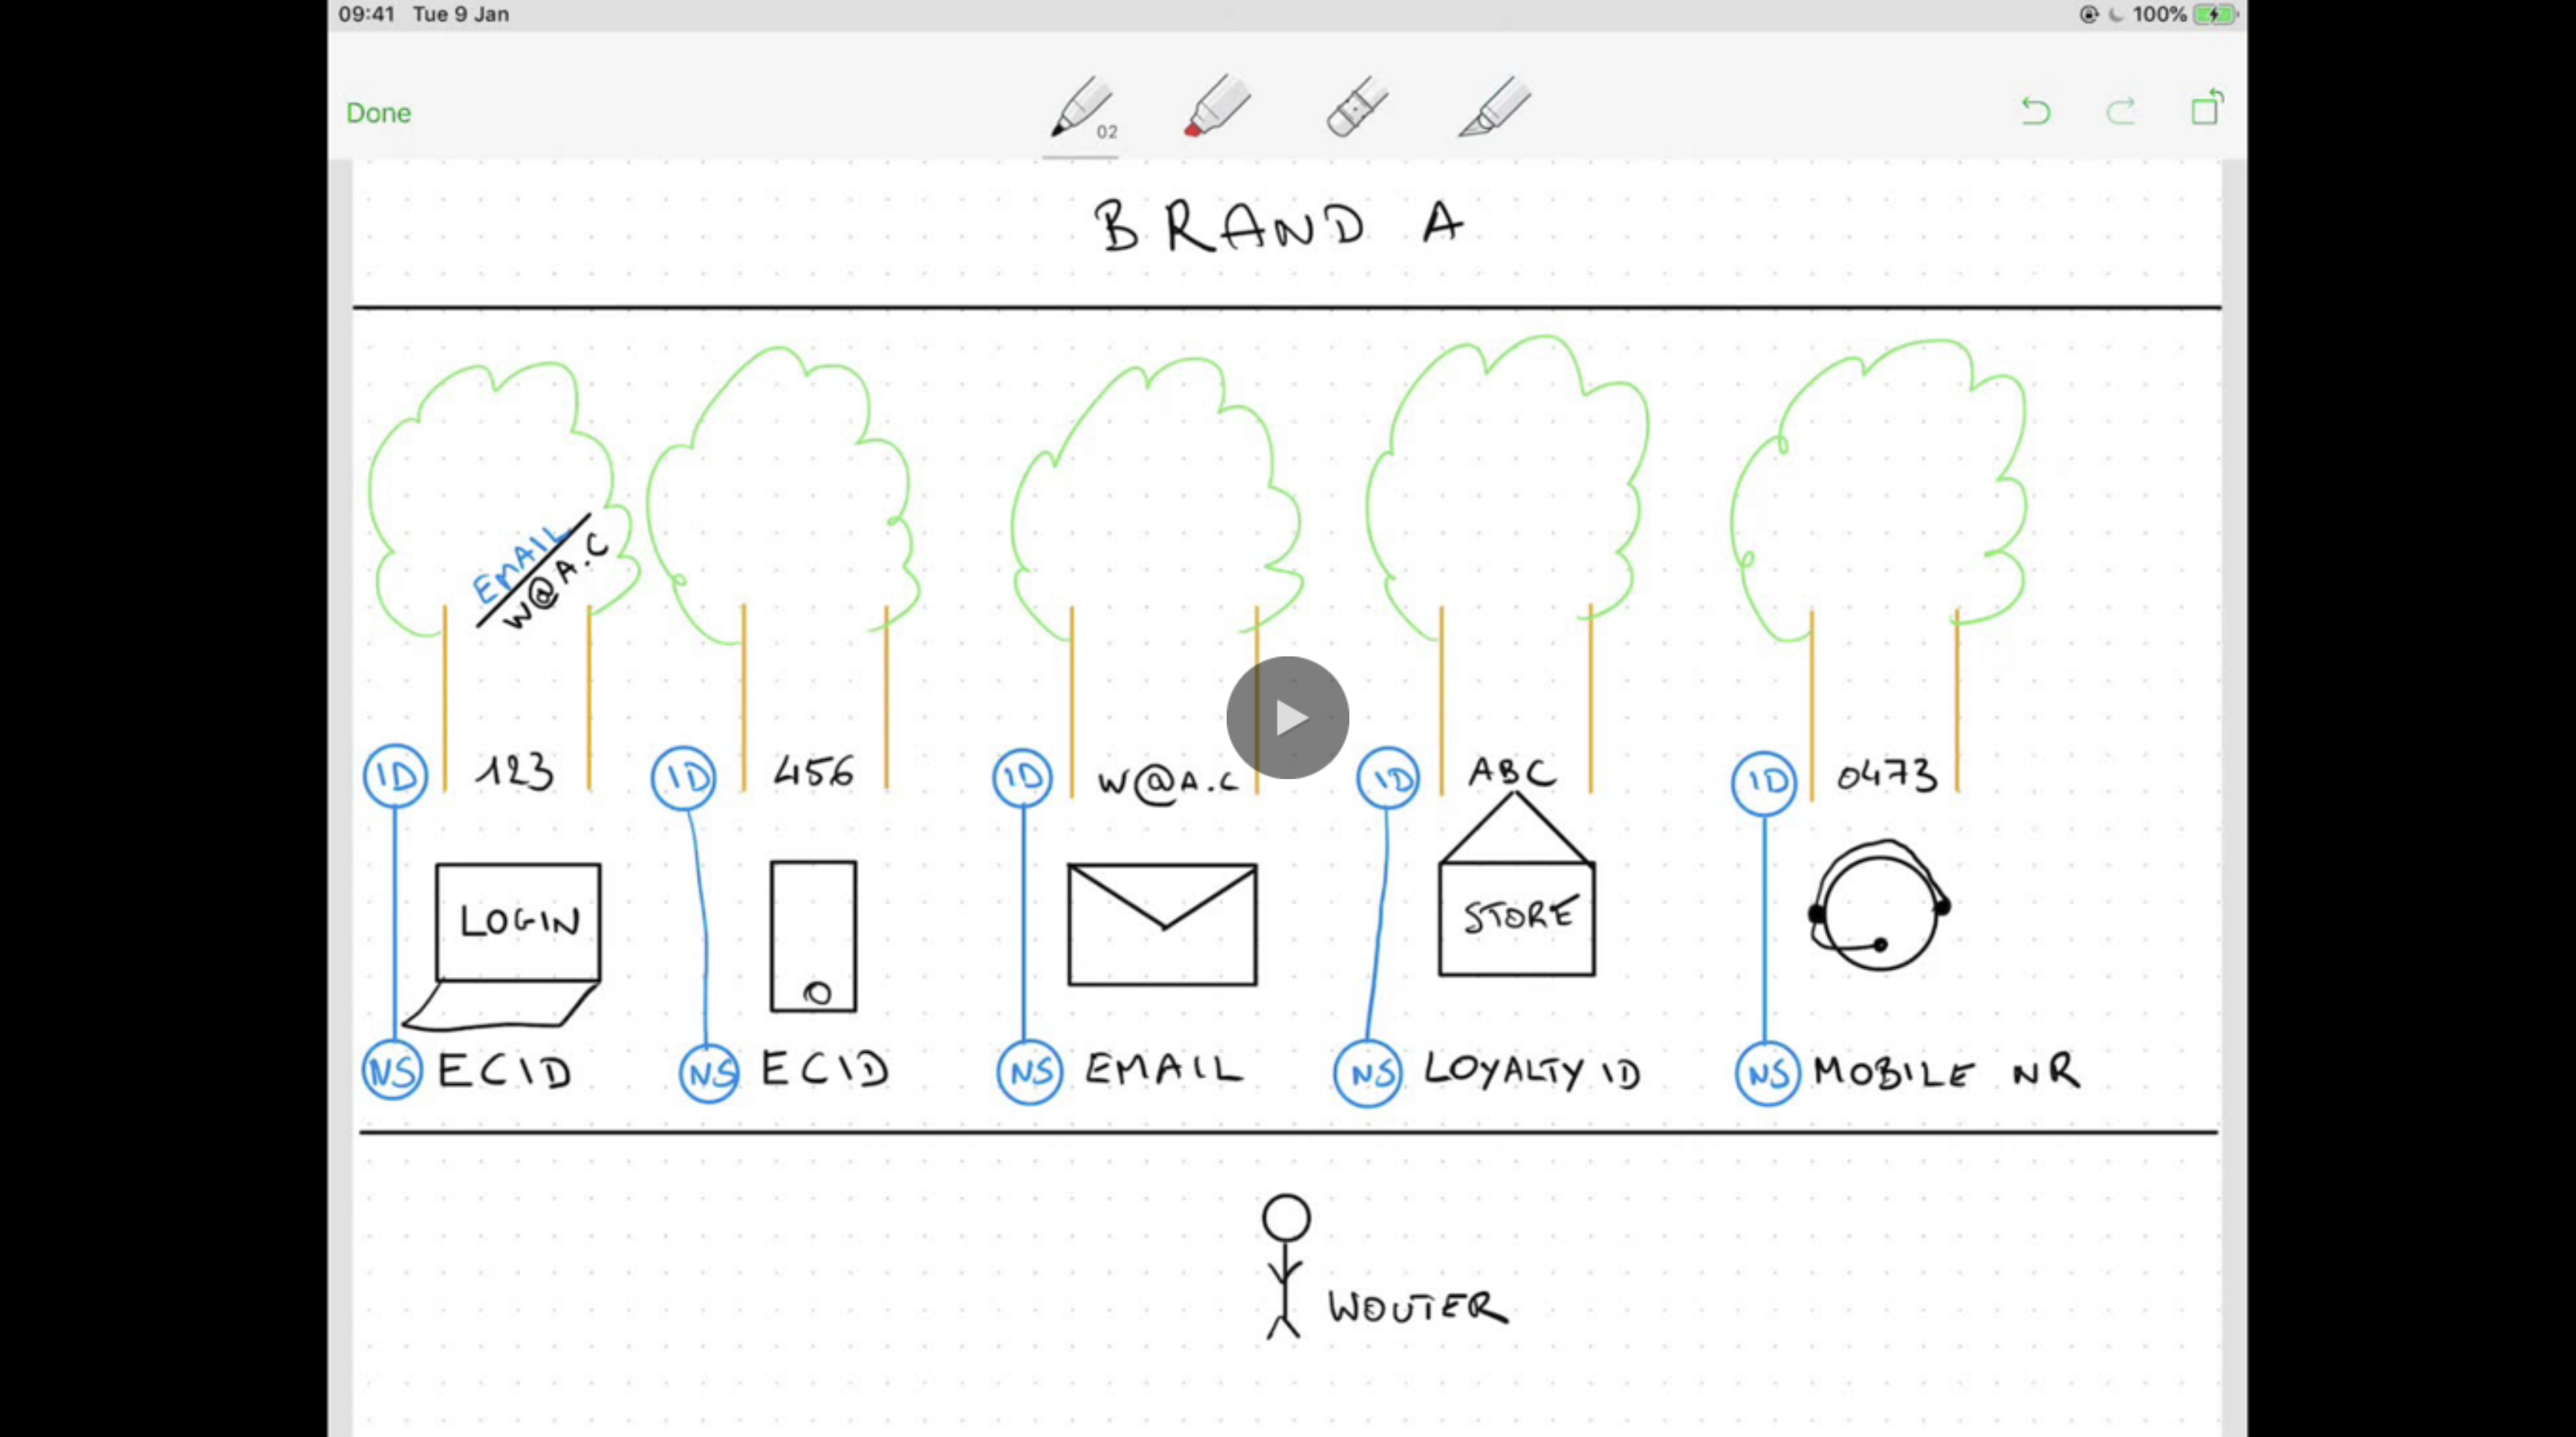 09:41 Tue 9 Jan
100%
Done
02
BRAND A
EMAIL
W@A.C
ID 123 ID 456 ID W@A.C ID ABC ID 0473
LOGIN
STORE
NS ECID NS ECID NS EMAIL NS LOYALTY ID NS MOBILE NR
WOUTER